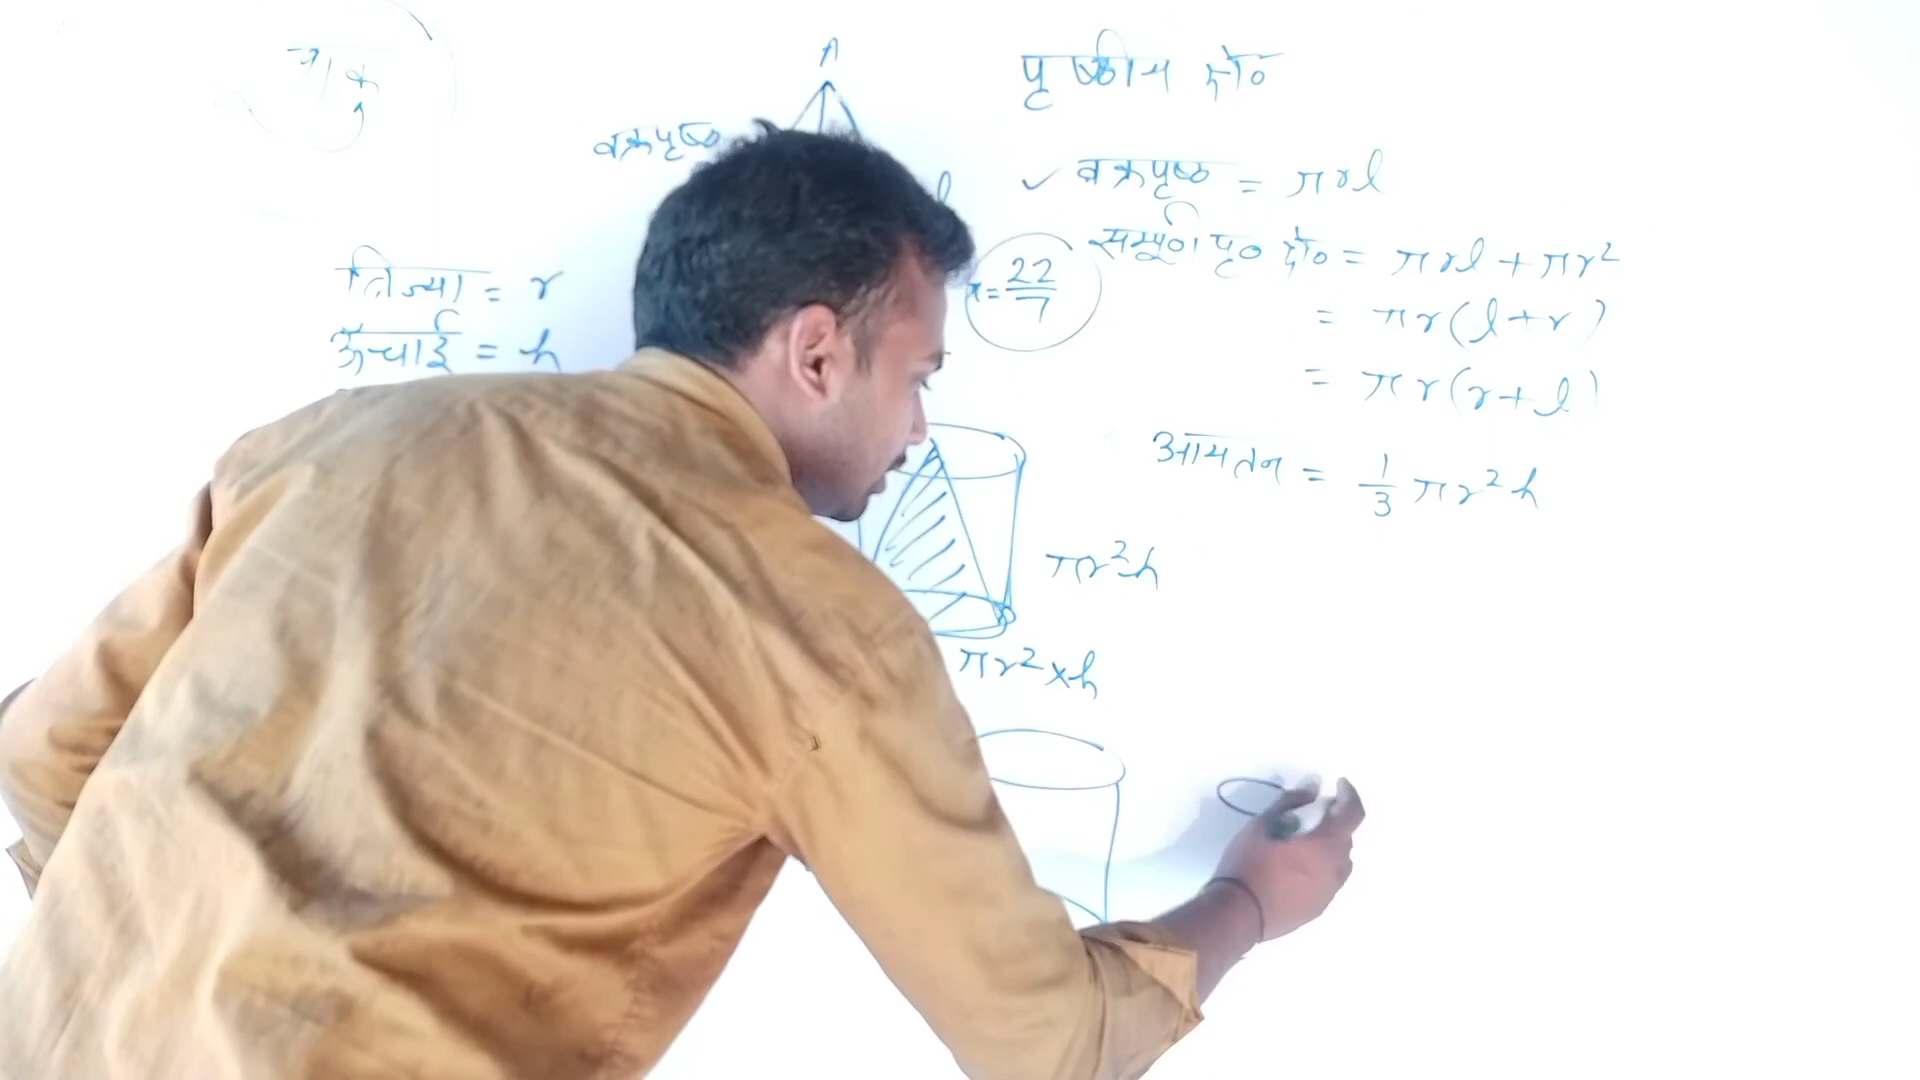 A
वक्रपृष्ठ
l
त्रिज्या = r
ऊँचाई = h
पृष्ठीय क्षे०
✓ वक्रपृष्ठ = πrl
सम्पूर्ण पृ० क्षे० = πrl + πr²
= πr(l+r)
= πr(r+l)
π = 22/7
आयतन = 1/3 πr²h
πr²h
πr²×h